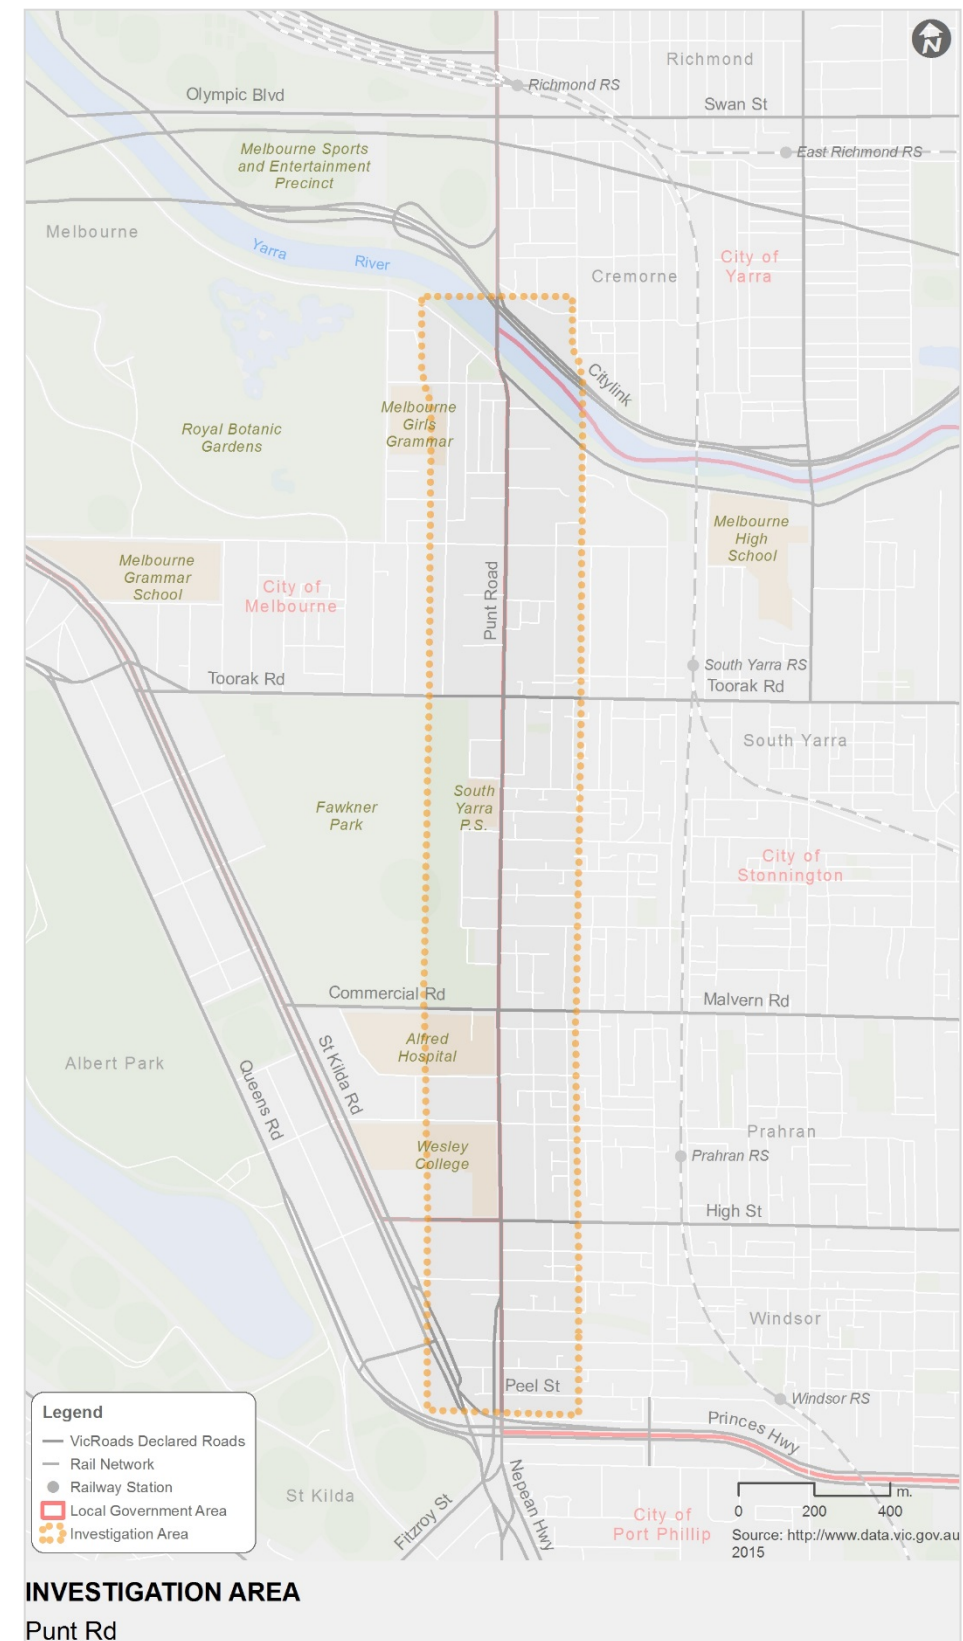 N
Richmond
Richmond RS
Olympic Blvd
Swan St
Melbourne Sports
and Entertainment
Precinct
East Richmond RS
Melbourne
Yarra
River
City of
Yarra
Cremorne
Citylink
Melbourne
Girls
Grammar
Royal Botanic
Gardens
Melbourne
High
School
Melbourne
Grammar
School
City of
Melbourne
Punt Road
South Yarra RS
Toorak Rd
Toorak Rd
South Yarra
Fawkner
Park
South
Yarra
P.S.
City of
Stonnington
Commercial Rd
Malvern Rd
Alfred
Hospital
Albert Park
Queens Rd
St Kilda Rd
Wesley
College
Prahran
Prahran RS
High St
Windsor
Peel St
Windsor RS
Princes Hwy
Legend
VicRoads Declared Roads
Rail Network
Railway Station
Local Government Area
Investigation Area
St Kilda
Fitzroy St
Nepean Hwy
City of
Port Phillip
m.
0 200 400
Source: http://www.data.vic.gov.au
2015
INVESTIGATION AREA
Punt Rd